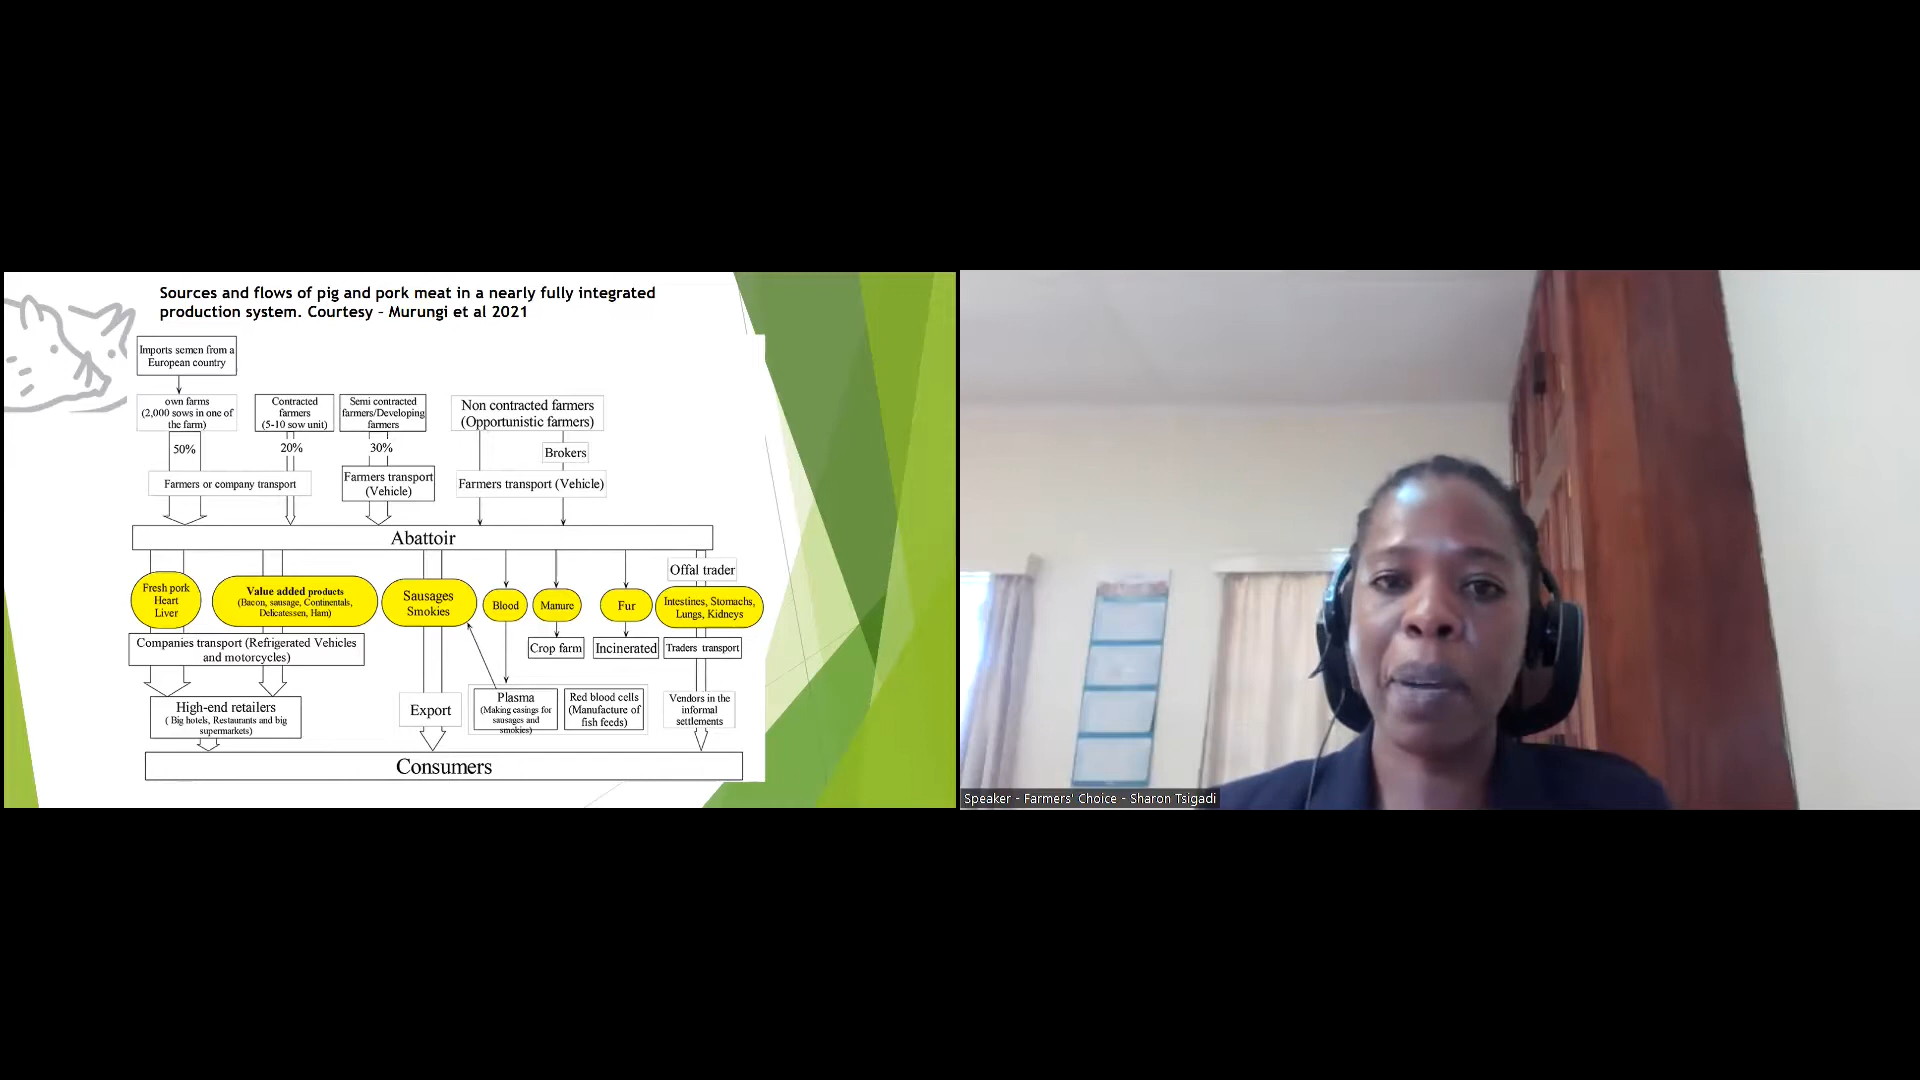 Sources and flows of pig and pork meat in a nearly fully integrated
production system. Courtesy – Murungi et al 2021
Imports semen from a
European country
own farms
(2,000 sows in one of
the farm)
Contracted
farmers
(5-10 sow unit)
Semi contracted
farmers/Developing
farmers
Non contracted farmers
(Opportunistic farmers)
50%
20%
30%
Brokers
Farmers or company transport
Farmers transport
(Vehicle)
Farmers transport (Vehicle)
Abattoir
Offal trader
Fresh pork
Heart
Liver
Value added products
(Bacon, sausage, Continentals,
Delicatessen, Ham)
Sausages
Smokies
Blood
Manure
Fur
Intestines, Stomachs,
Lungs, Kidneys
Companies transport (Refrigerated Vehicles
and motorcycles)
Crop farm
Incinerated
Traders transport
High-end retailers
( Big hotels, Restaurants and big
supermarkets)
Export
Plasma
(Making casings for
sausages and
smokies)
Red blood cells
(Manufacture of
fish feeds)
Vendors in the
informal
settlements
Consumers
Speaker - Farmers' Choice - Sharon Tsigadi